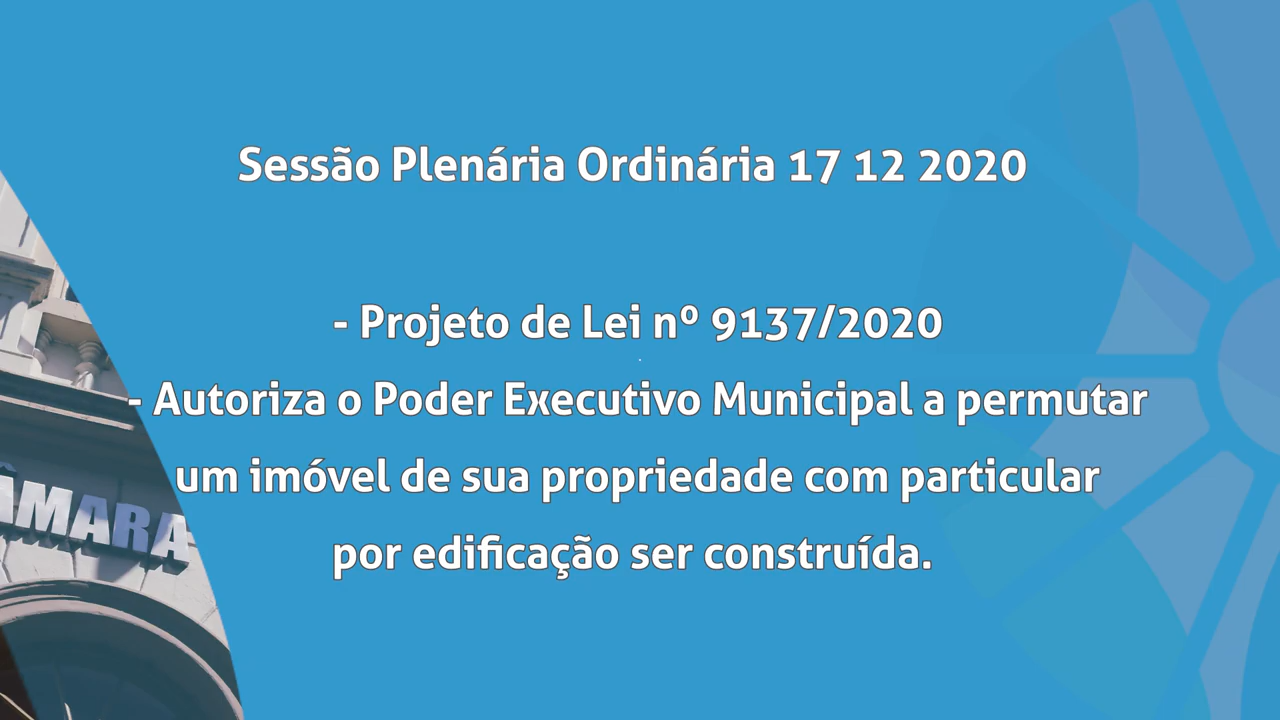 Sessão Plenária Ordinária 17 12 2020
- Projeto de Lei nº 9137/2020
- Autoriza o Poder Executivo Municipal a permutar
um imóvel de sua propriedade com particular
por edificação ser construída.
CÂMARA